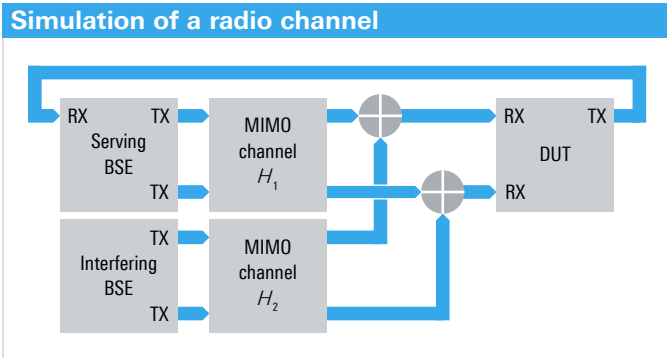 Simulation of a radio channel
RX TX
Serving
BSE
TX
MIMO
channel
H1
RX TX
DUT
RX
TX
Interfering
BSE
TX
MIMO
channel
H2